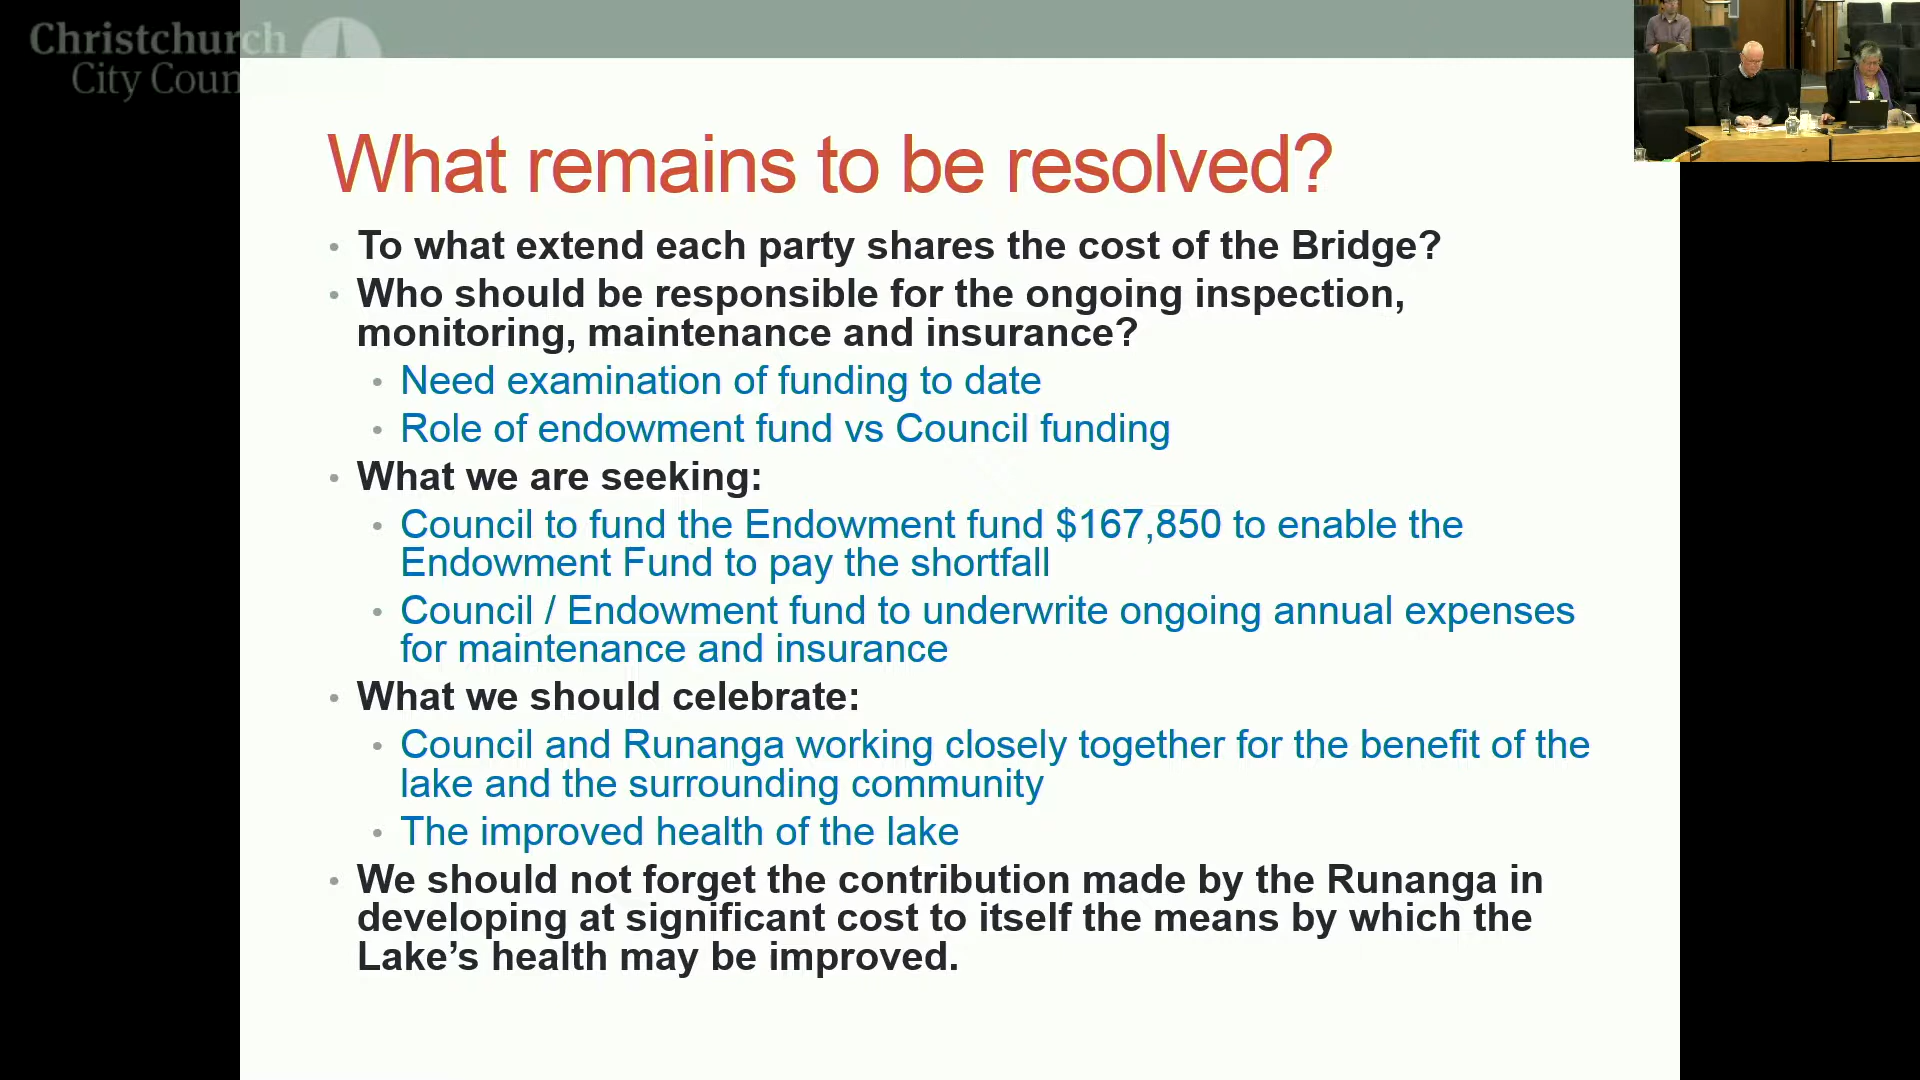 Christchurch
City Coun
What remains to be resolved?
• To what extend each party shares the cost of the Bridge?
• Who should be responsible for the ongoing inspection,
monitoring, maintenance and insurance?
• Need examination of funding to date
• Role of endowment fund vs Council funding
• What we are seeking:
• Council to fund the Endowment fund $167,850 to enable the
Endowment Fund to pay the shortfall
• Council / Endowment fund to underwrite ongoing annual expenses
for maintenance and insurance
• What we should celebrate:
• Council and Runanga working closely together for the benefit of the
lake and the surrounding community
• The improved health of the lake
• We should not forget the contribution made by the Runanga in
developing at significant cost to itself the means by which the
Lake’s health may be improved.